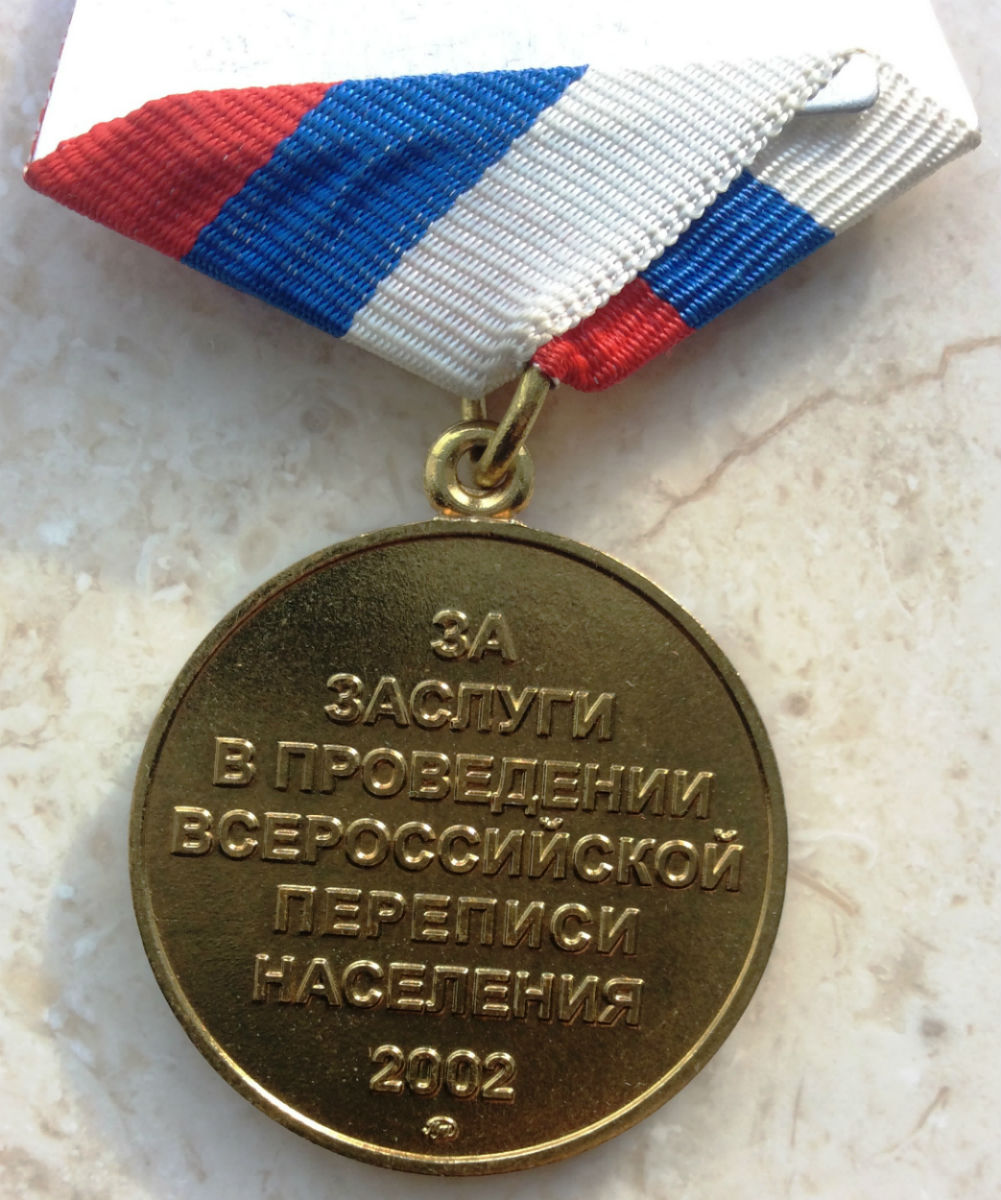 ЗА
ЗАСЛУГИ
В ПРОВЕДЕНИИ
ВСЕРОССИЙСКОЙ
ПЕРЕПИСИ
НАСЕЛЕНИЯ
2002